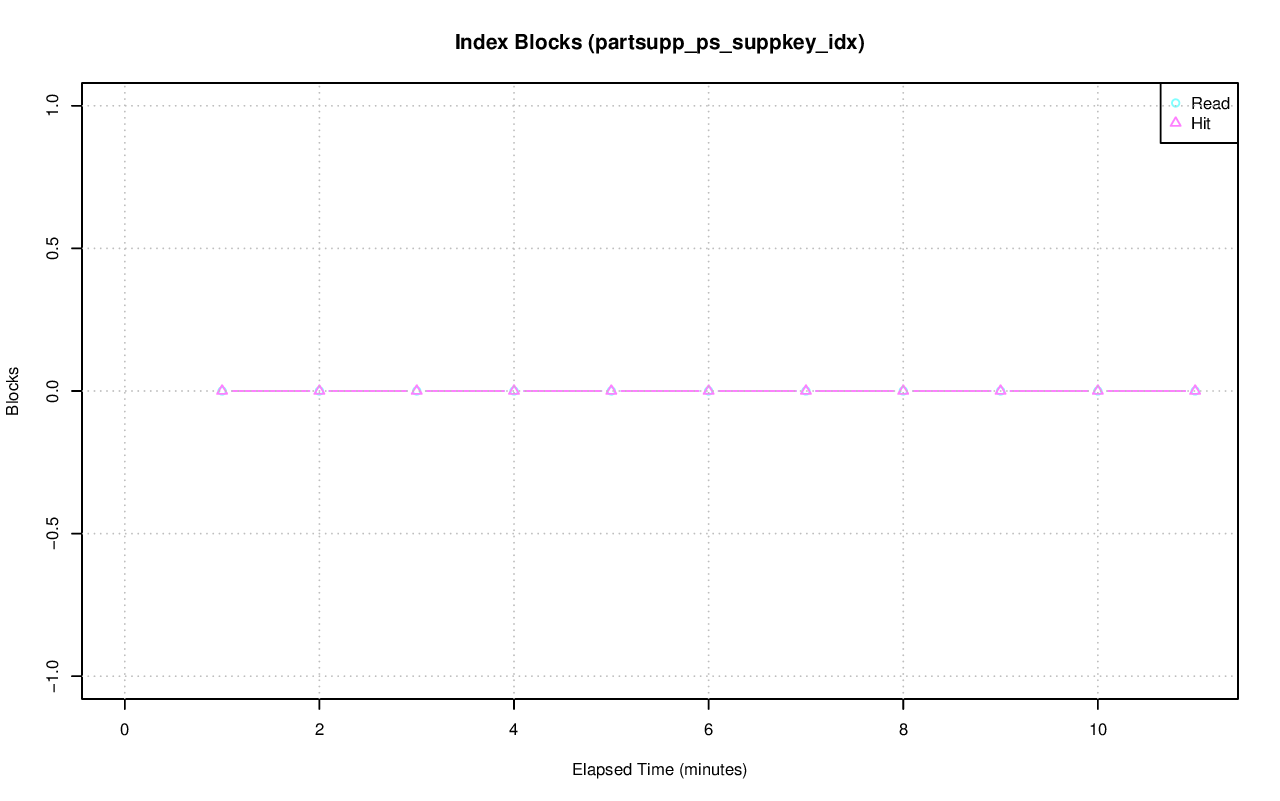 Index Blocks (partsupp_ps_suppkey_idx)
Read
Hit
Blocks
1.0
0.5
0.0
−0.5
−1.0
0 2 4 6 8 10
Elapsed Time (minutes)